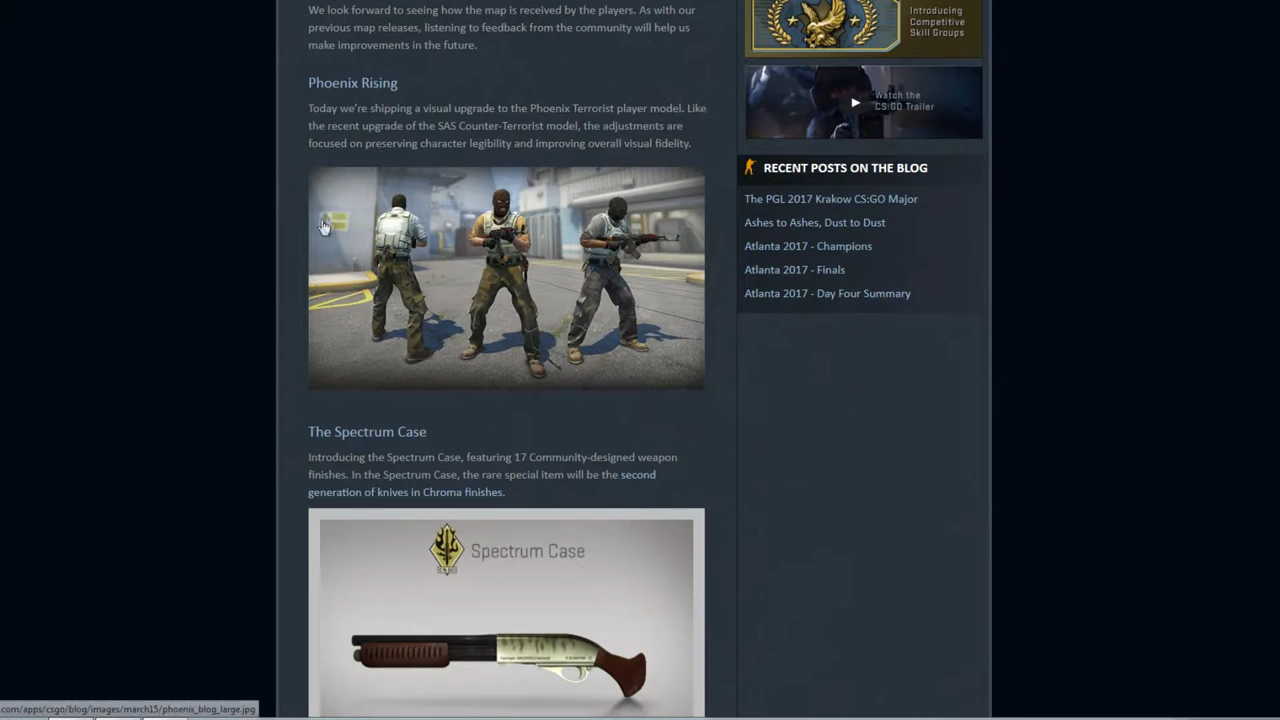 We look forward to seeing how the map is received by the players. As with our
previous map releases, listening to feedback from the community will help us
make improvements in the future.
Phoenix Rising
Today we're shipping a visual upgrade to the Phoenix Terrorist player model. Like
the recent upgrade of the SAS Counter-Terrorist model, the adjustments are
focused on preserving character legibility and improving overall visual fidelity.
The Spectrum Case
Introducing the Spectrum Case, featuring 17 Community-designed weapon
finishes. In the Spectrum Case, the rare special item will be the second
generation of knives in Chroma finishes.
Spectrum Case
Introducing
Competitive
Skill Groups
Watch the
CS:GO Trailer
RECENT POSTS ON THE BLOG
The PGL 2017 Krakow CS:GO Major
Ashes to Ashes, Dust to Dust
Atlanta 2017 - Champions
Atlanta 2017 - Finals
Atlanta 2017 - Day Four Summary
.com/apps/csgo/blog/images/march15/phoenix_blog_large.jpg